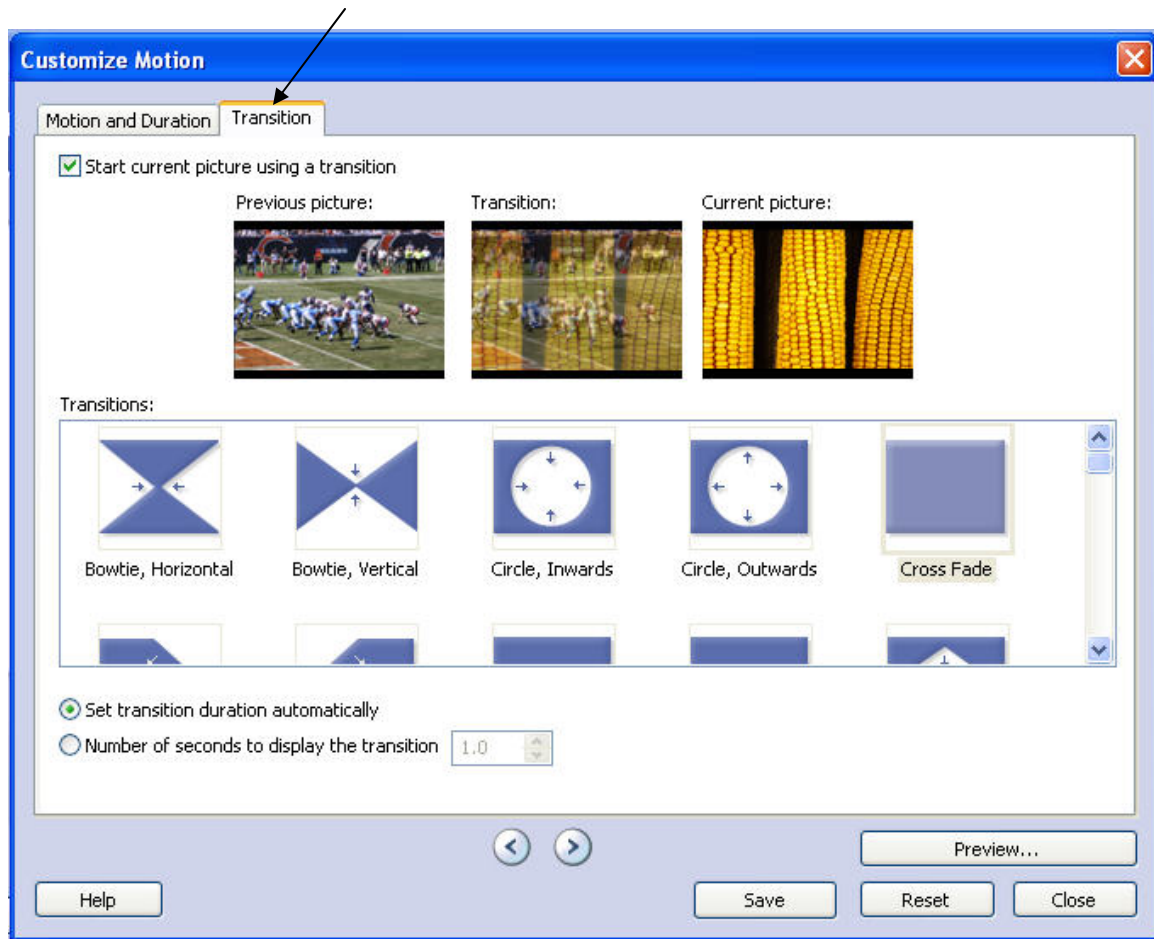 Customize Motion
Motion and Duration Transition
Start current picture using a transition
Previous picture: Transition: Current picture:
Transitions:
Bowtie, Horizontal Bowtie, Vertical Circle, Inwards Circle, Outwards Cross Fade
Set transition duration automatically
Number of seconds to display the transition 1.0
Preview...
Help Save Reset Close